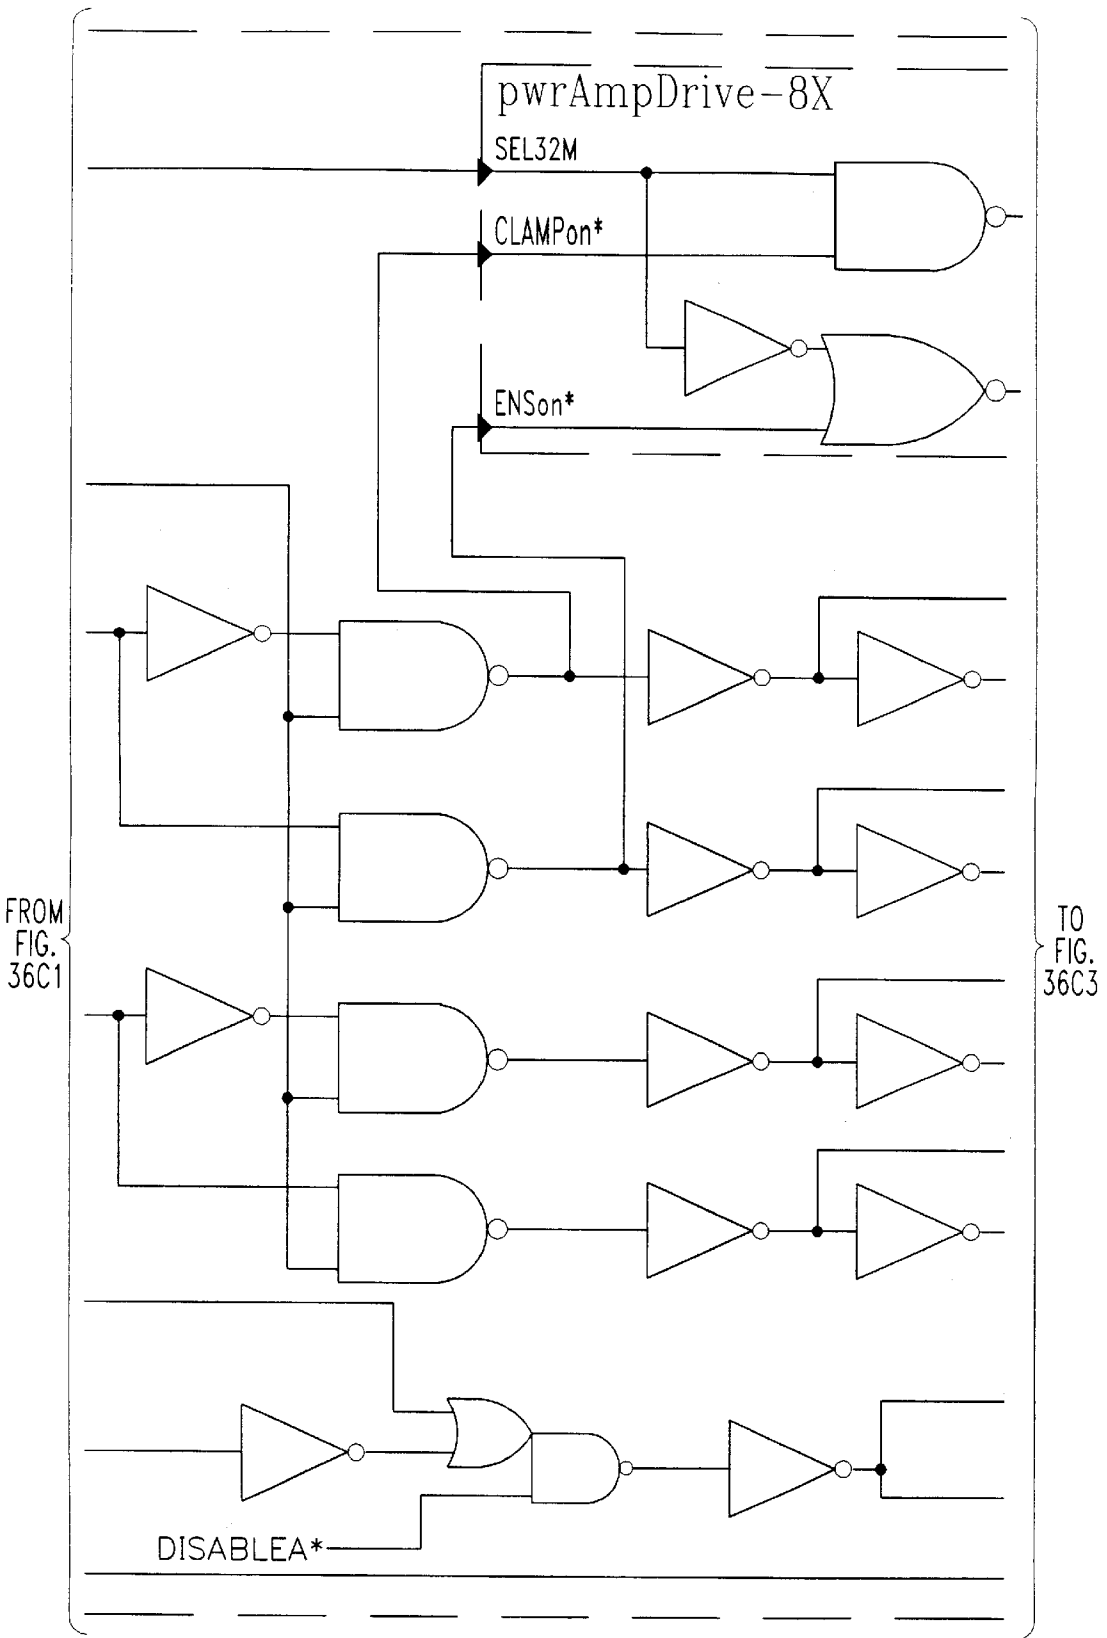 pwrAmpDrive-8X
SEL32M
CLAMPon*
ENSon*
FROM
FIG.
36C1
TO
FIG.
36C3
DISABLEA*